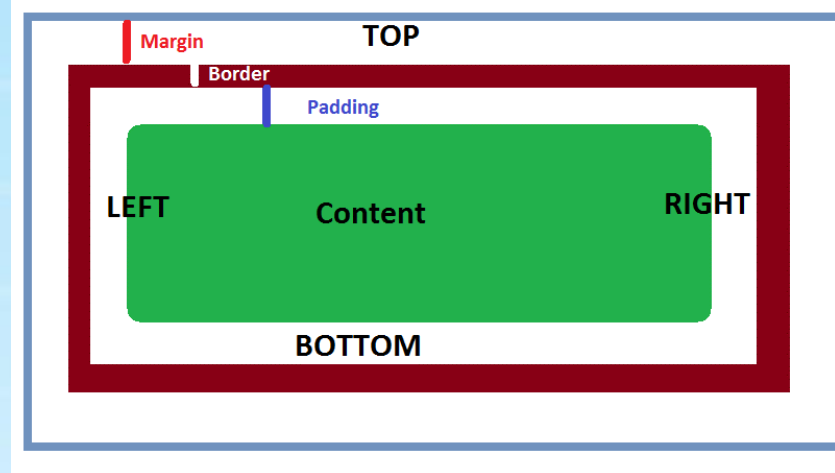 Margin
TOP
Border
Padding
LEFT
Content
RIGHT
BOTTOM